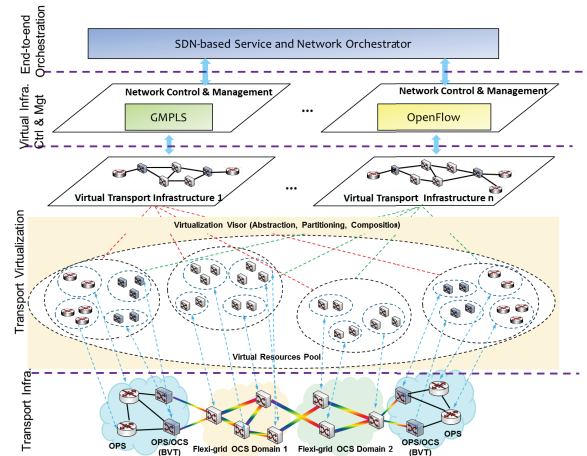 End-to-end
Orchestration
SDN-based Service and Network Orchestrator
Virtual Infra.
Ctrl & Mgt
Network Control & Management
GMPLS
...
Network Control & Management
OpenFlow
Virtual Transport Infrastructure 1
...
Virtual Transport Infrastructure n
Transport Virtualization
Virtualization Visor (Abstraction, Partitioning, Composition)
Virtual Resources Pool
Transport Infra.
OPS
OPS/OCS
(BVT)
Flexi-grid OCS Domain 1
Flexi-grid OCS Domain 2
OPS/OCS
(BVT)
OPS